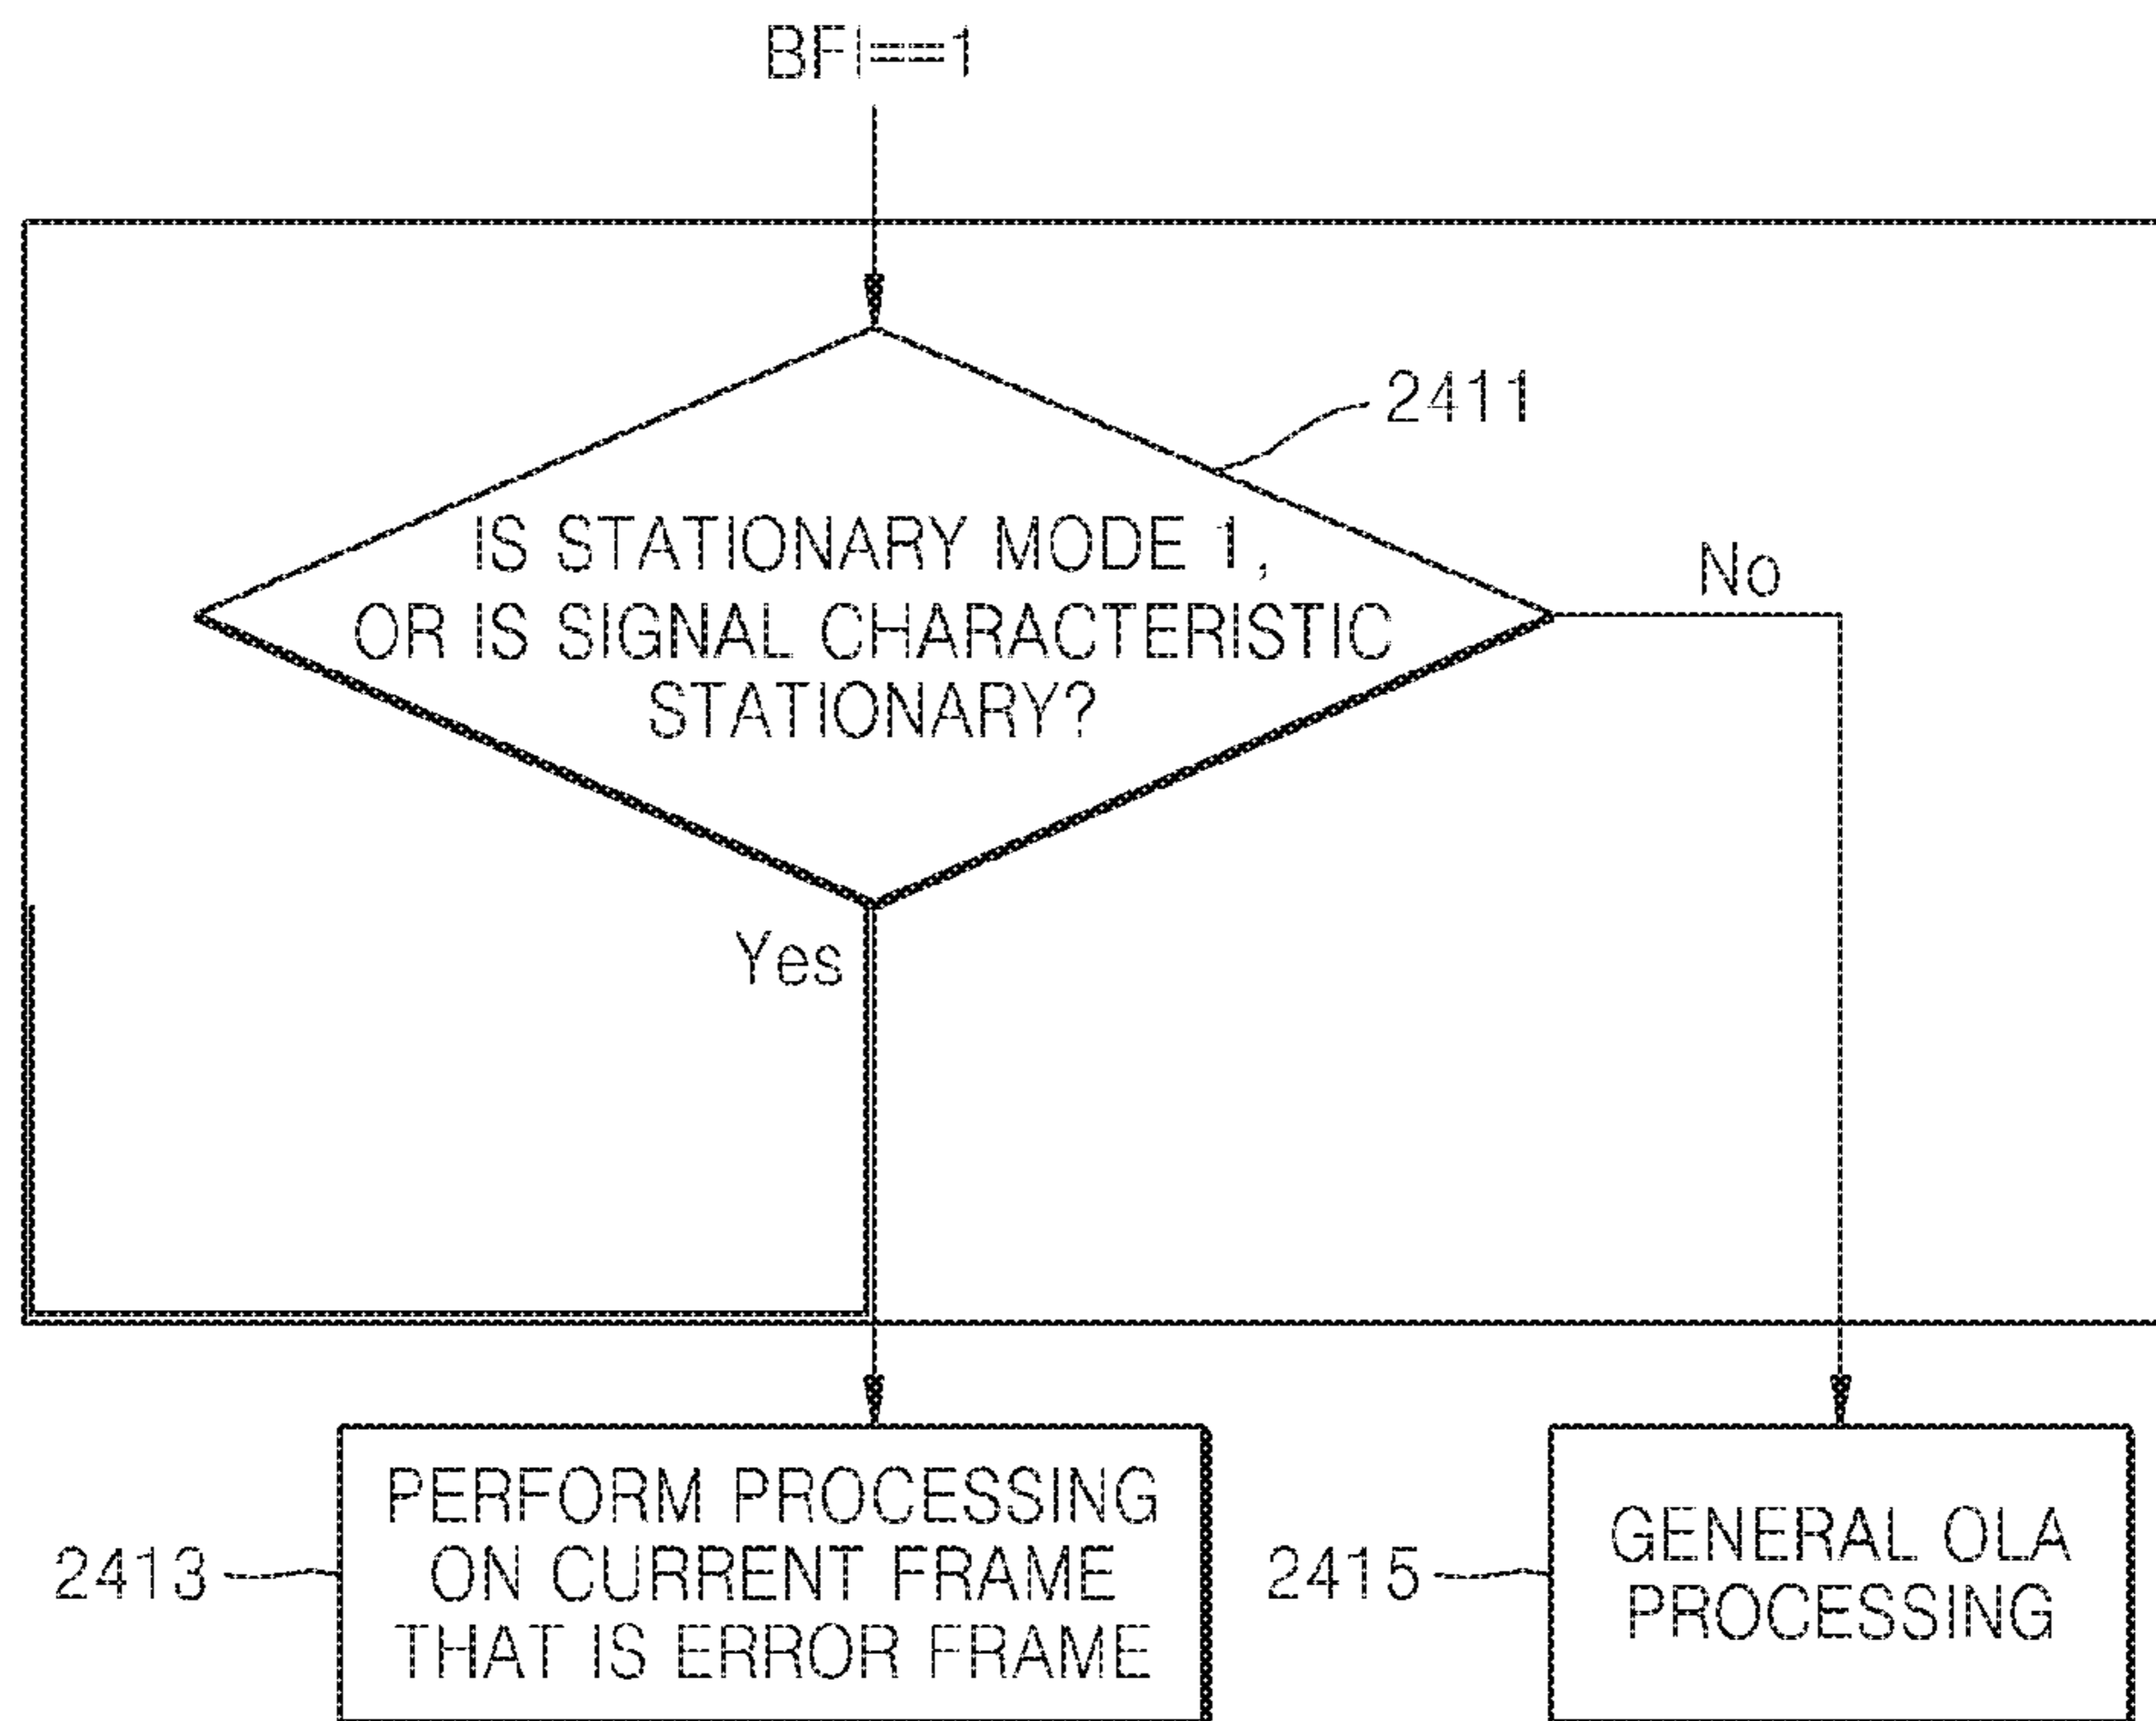 BFI==1
2411
IS STATIONARY MODE 1,
OR IS SIGNAL CHARACTERISTIC
STATIONARY?
No
Yes
2413
PERFORM PROCESSING
ON CURRENT FRAME
THAT IS ERROR FRAME
2415
GENERAL OLA
PROCESSING